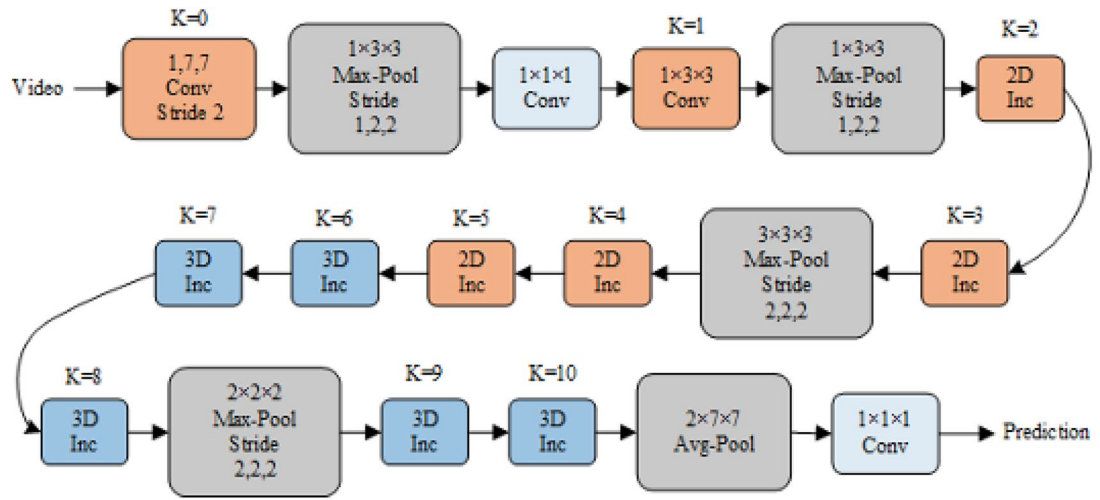 K=0
K=1
K=2
Video
1,7,7
Conv
Stride 2
1×3×3
Max-Pool
Stride
1,2,2
1×1×1
Conv
1×3×3
Conv
1×3×3
Max-Pool
Stride
1,2,2
2D
Inc
K=7
K=6
K=5
K=4
K=3
3D
Inc
3D
Inc
2D
Inc
2D
Inc
3×3×3
Max-Pool
Stride
2,2,2
2D
Inc
K=8
K=9
K=10
3D
Inc
2×2×2
Max-Pool
Stride
2,2,2
3D
Inc
3D
Inc
2×7×7
Avg-Pool
1×1×1
Conv
Prediction